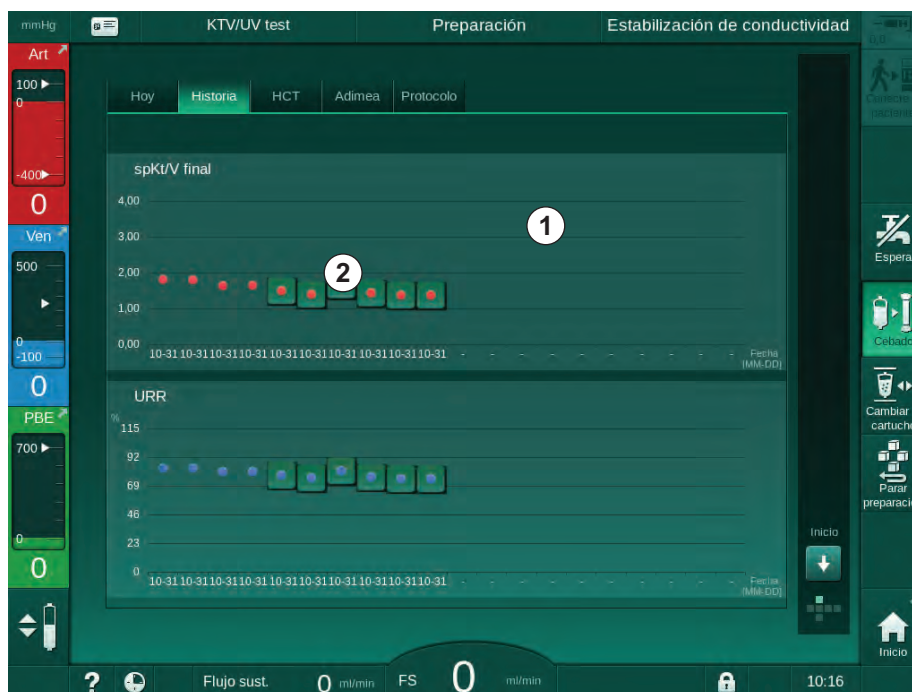 mmHg
KTV/UV test
Preparación
Estabilización de conductividad
Art
100
0
-400
0
Ven
500
0
-100
0
PBE
700
0
0
Hoy
Historia
HCT
Adimea
Protocolo
spKt/V final
4,00
3,00
2,00
1,00
0,00
10-31 10-31 10-31 10-31 10-31 10-31 10-31 10-31 10-31 10-31 - - - - - - - - - - Fecha
(MM-DD)
1
2
URR
%
115
92
69
46
23
0
10-31 10-31 10-31 10-31 10-31 10-31 10-31 10-31 10-31 10-31 - - - - - - - - - - Fecha
(MM-DD)
Inicio
Espera
Cebado
Cambiar
cartucho
Parar
preparació
Inicio
?
Flujo sust.
0 ml/min
FS
0 ml/min
10:16